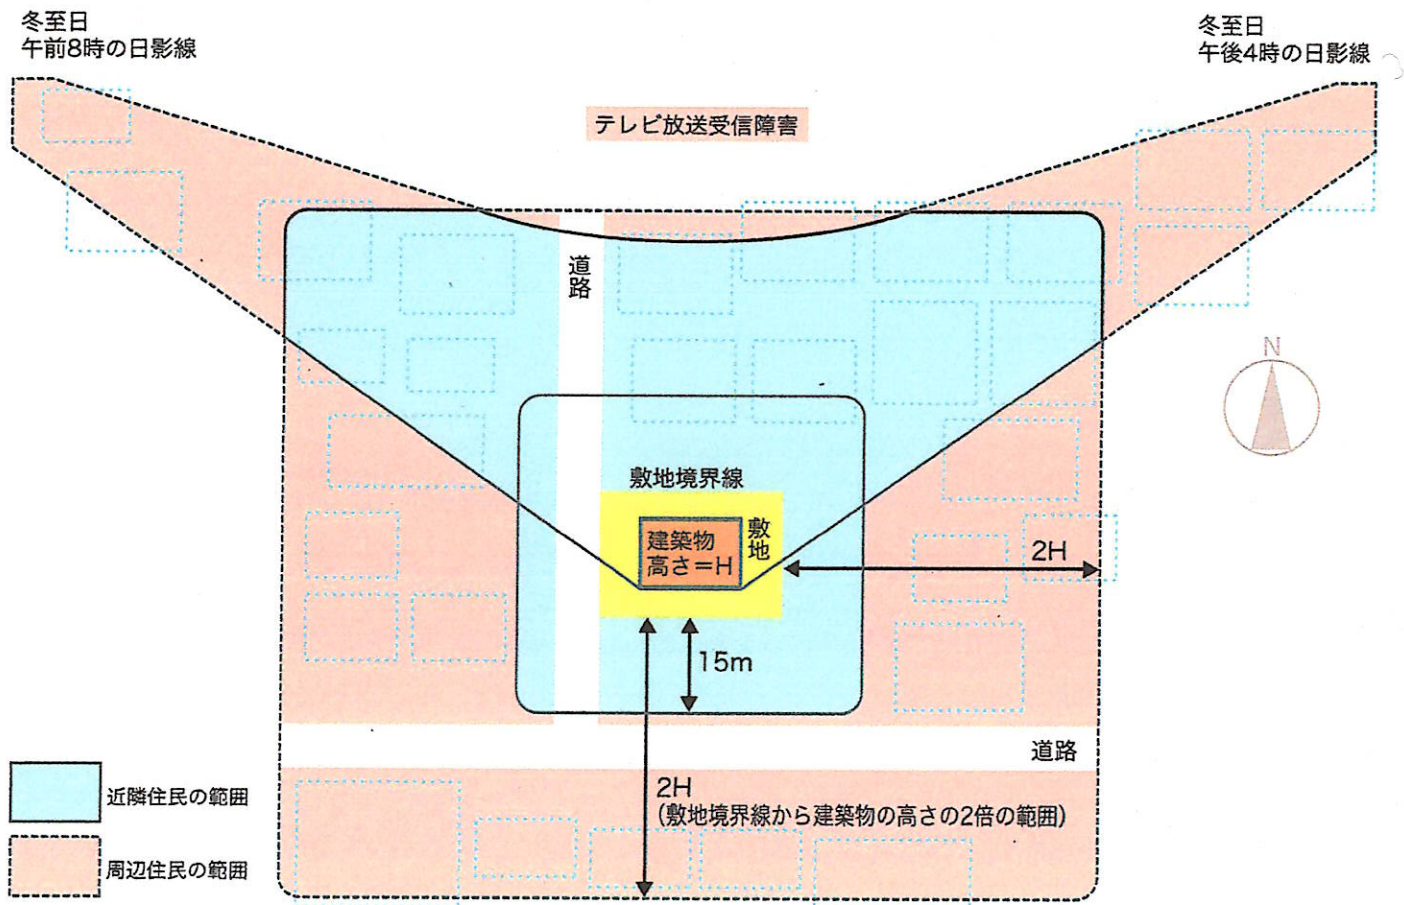 冬至日
午前8時の日影線
冬至日
午後4時の日影線
テレビ放送受信障害
道路
N
敷地境界線
建築物
高さ＝H
敷地
2H
15m
道路
2H
(敷地境界線から建築物の高さの2倍の範囲)
近隣住民の範囲
周辺住民の範囲